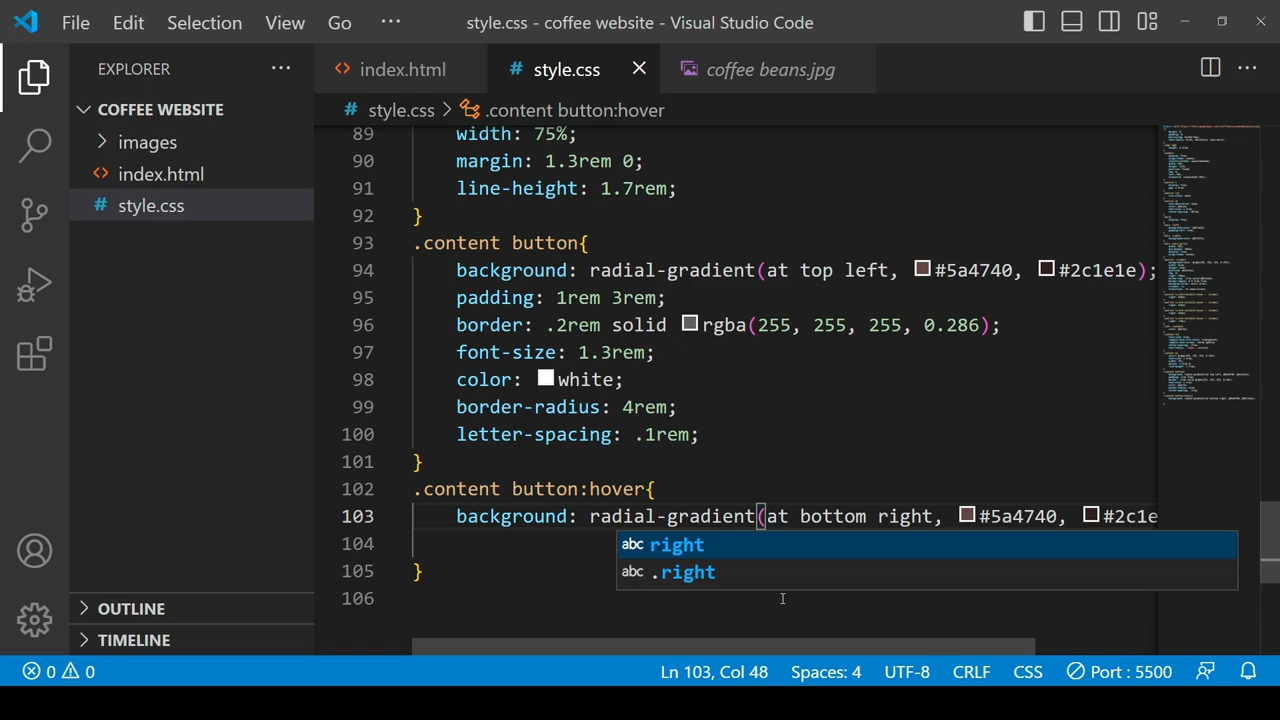 File Edit Selection View Go ··· style.css - coffee website - Visual Studio Code
EXPLORER ···
COFFEE WEBSITE
images
index.html
style.css
OUTLINE
TIMELINE
index.html style.css coffee beans.jpg
style.css > .content button:hover
89 width: 75%;
90 margin: 1.3rem 0;
91 line-height: 1.7rem;
92 }
93 .content button{
94 background: radial-gradient(at top left, #5a4740, #2c1e1e);
95 padding: 1rem 3rem;
96 border: .2rem solid rgba(255, 255, 255, 0.286);
97 font-size: 1.3rem;
98 color: white;
99 border-radius: 4rem;
100 letter-spacing: .1rem;
101 }
102 .content button:hover{
103 background: radial-gradient(at bottom right, #5a4740, #2c1e
104
abc right
abc .right
105 }
106
0 0 Ln 103, Col 48 Spaces: 4 UTF-8 CRLF CSS Port : 5500